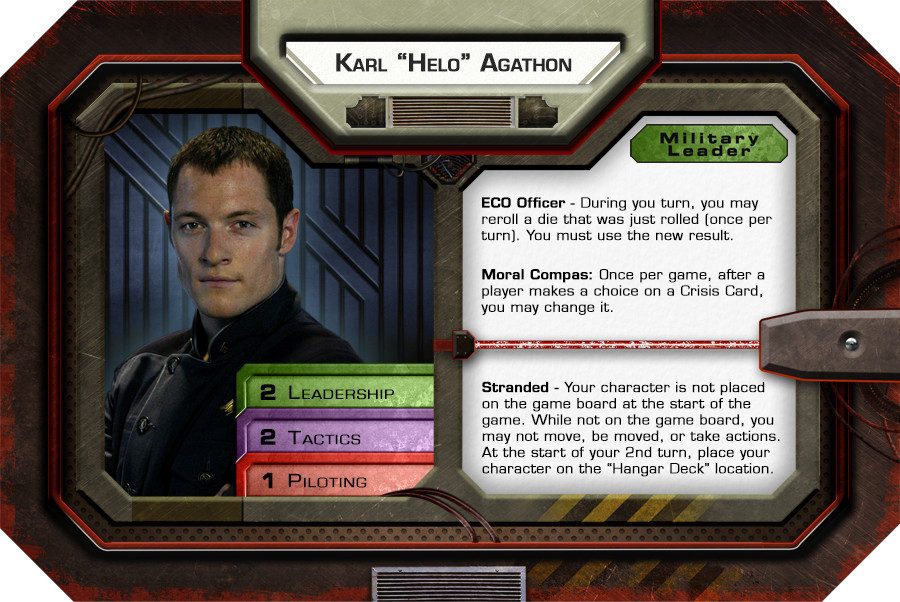 Karl “Helo” Agathon
Military
Leader
ECO Officer - During you turn, you may
reroll a die that was just rolled (once per
turn). You must use the new result.
Moral Compas: Once per game, after a
player makes a choice on a Crisis Card,
you may change it.
Stranded - Your character is not placed
on the game board at the start of the
game. While not on the game board, you
may not move, be moved, or take actions.
At the start of your 2nd turn, place your
character on the “Hangar Deck” location.
2 Leadership
2 Tactics
1 Piloting